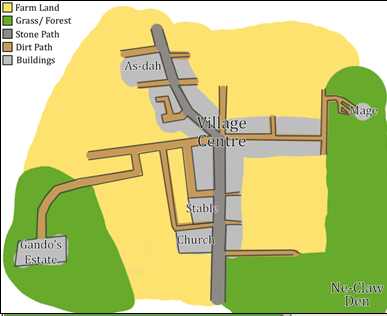 Farm Land
Grass/ Forest
Stone Path
Dirt Path
Buildings
As-dah
Mage
Village
Centre
Stable
Church
Gando's
Estate
Ne-Claw
Den